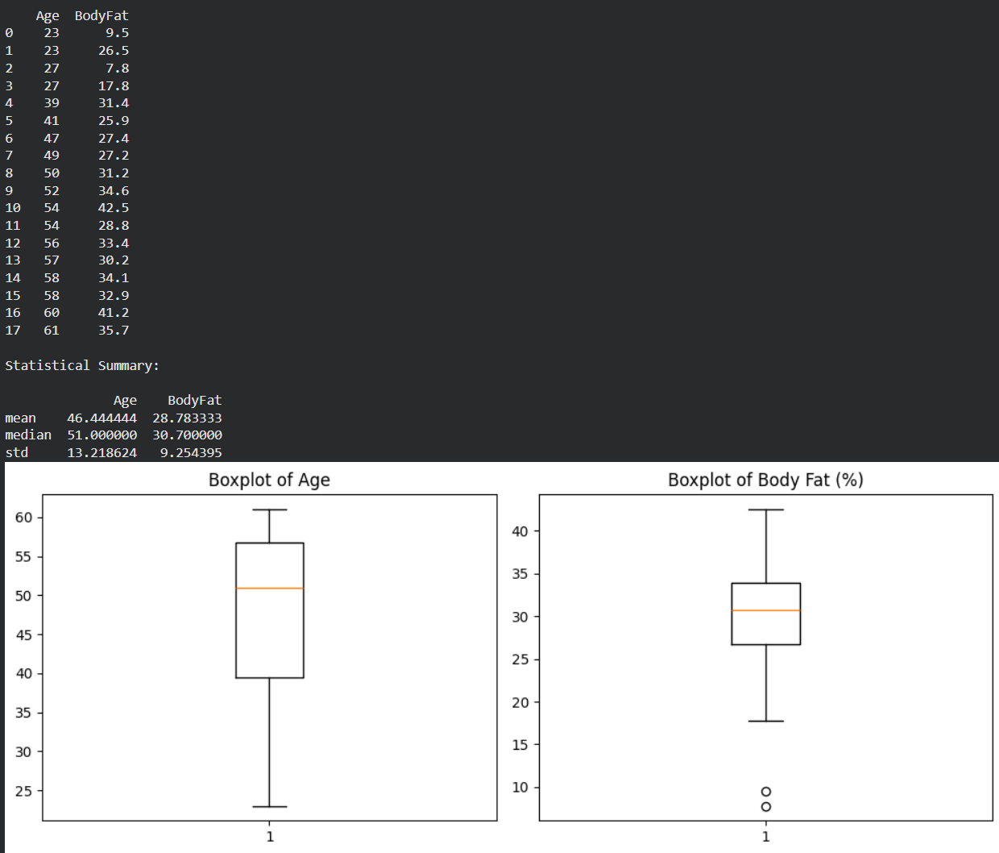 Age BodyFat
0 23 9.5
1 23 26.5
2 27 7.8
3 27 17.8
4 39 31.4
5 41 25.9
6 47 27.4
7 49 27.2
8 50 31.2
9 52 34.6
10 54 42.5
11 54 28.8
12 56 33.4
13 57 30.2
14 58 34.1
15 58 32.9
16 60 41.2
17 61 35.7
Statistical Summary:
Age BodyFat
mean 46.444444 28.783333
median 51.000000 30.700000
std 13.218624 9.254395
Boxplot of Age
60
55
50
45
40
35
30
25
1
Boxplot of Body Fat (%)
40
35
30
25
20
15
10
1